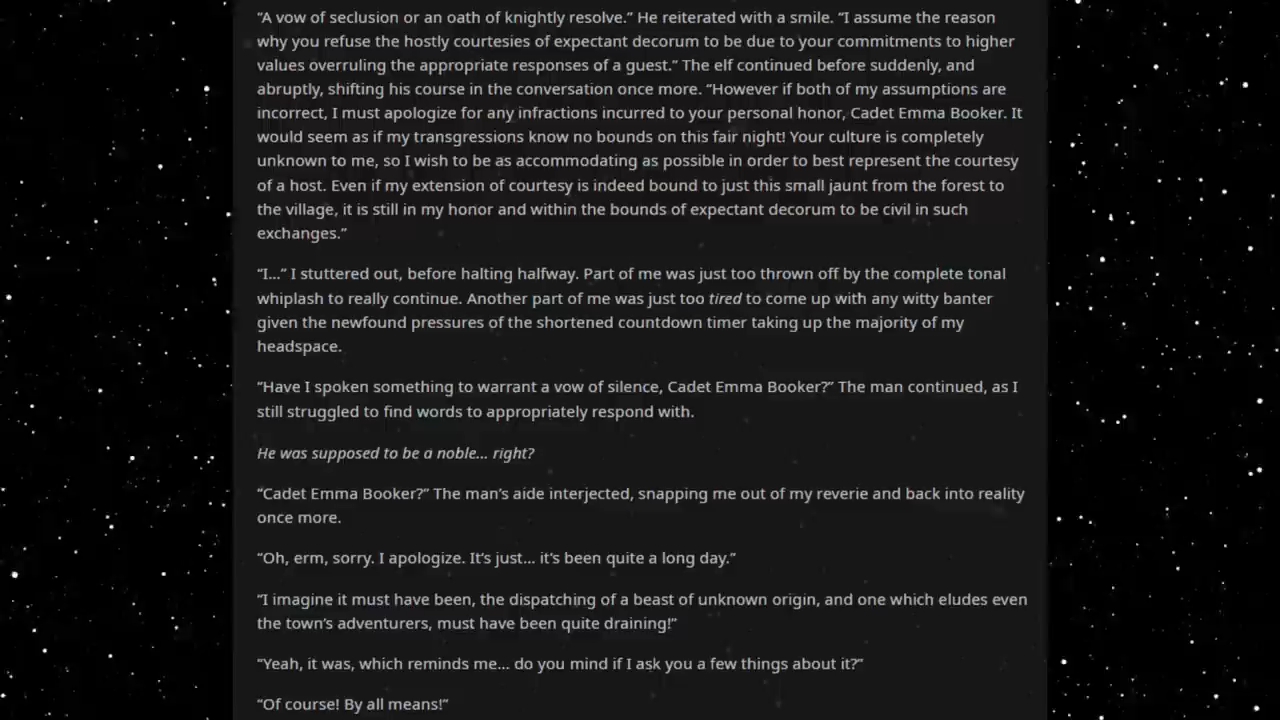 “A vow of seclusion or an oath of knightly resolve.” He reiterated with a smile. “I assume the reason
why you refuse the hostly courtesies of expectant decorum to be due to your commitments to higher
values overruling the appropriate responses of a guest.” The elf continued before suddenly, and
abruptly, shifting his course in the conversation once more. “However if both of my assumptions are
incorrect, I must apologize for any infractions incurred to your personal honor, Cadet Emma Booker. It
would seem as if my transgressions know no bounds on this fair night! Your culture is completely
unknown to me, so I wish to be as accommodating as possible in order to best represent the courtesy
of a host. Even if my extension of courtesy is indeed bound to just this small jaunt from the forest to
the village, it is still in my honor and within the bounds of expectant decorum to be civil in such
exchanges.”
“I…” I stuttered out, before halting halfway. Part of me was just too thrown off by the complete tonal
whiplash to really continue. Another part of me was just too tired to come up with any witty banter
given the newfound pressures of the shortened countdown timer taking up the majority of my
headspace.
“Have I spoken something to warrant a vow of silence, Cadet Emma Booker?” The man continued, as I
still struggled to find words to appropriately respond with.
He was supposed to be a noble… right?
“Cadet Emma Booker?” The man’s aide interjected, snapping me out of my reverie and back into reality
once more.
“Oh, erm, sorry. I apologize. It’s just… it’s been quite a long day.”
“I imagine it must have been, the dispatching of a beast of unknown origin, and one which eludes even
the town’s adventurers, must have been quite draining!”
“Yeah, it was, which reminds me… do you mind if I ask you a few things about it?”
“Of course! By all means!”